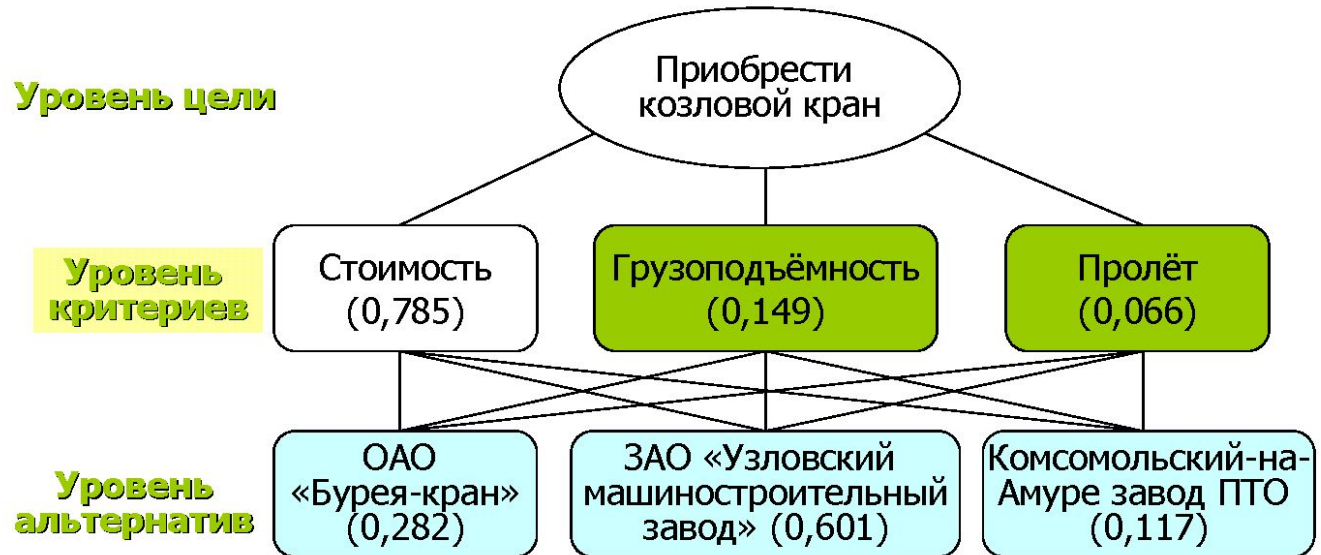 Приобрести
козловой кран
Уровень цели
Уровень
критериев
Стоимость
(0,785)
Грузоподъёмность
(0,149)
Пролёт
(0,066)
Уровень
альтернатив
ОАО
«Бурея-кран»
(0,282)
ЗАО «Узловский
машиностроительный
завод» (0,601)
Комсомольский-на-
Амуре завод ПТО
(0,117)